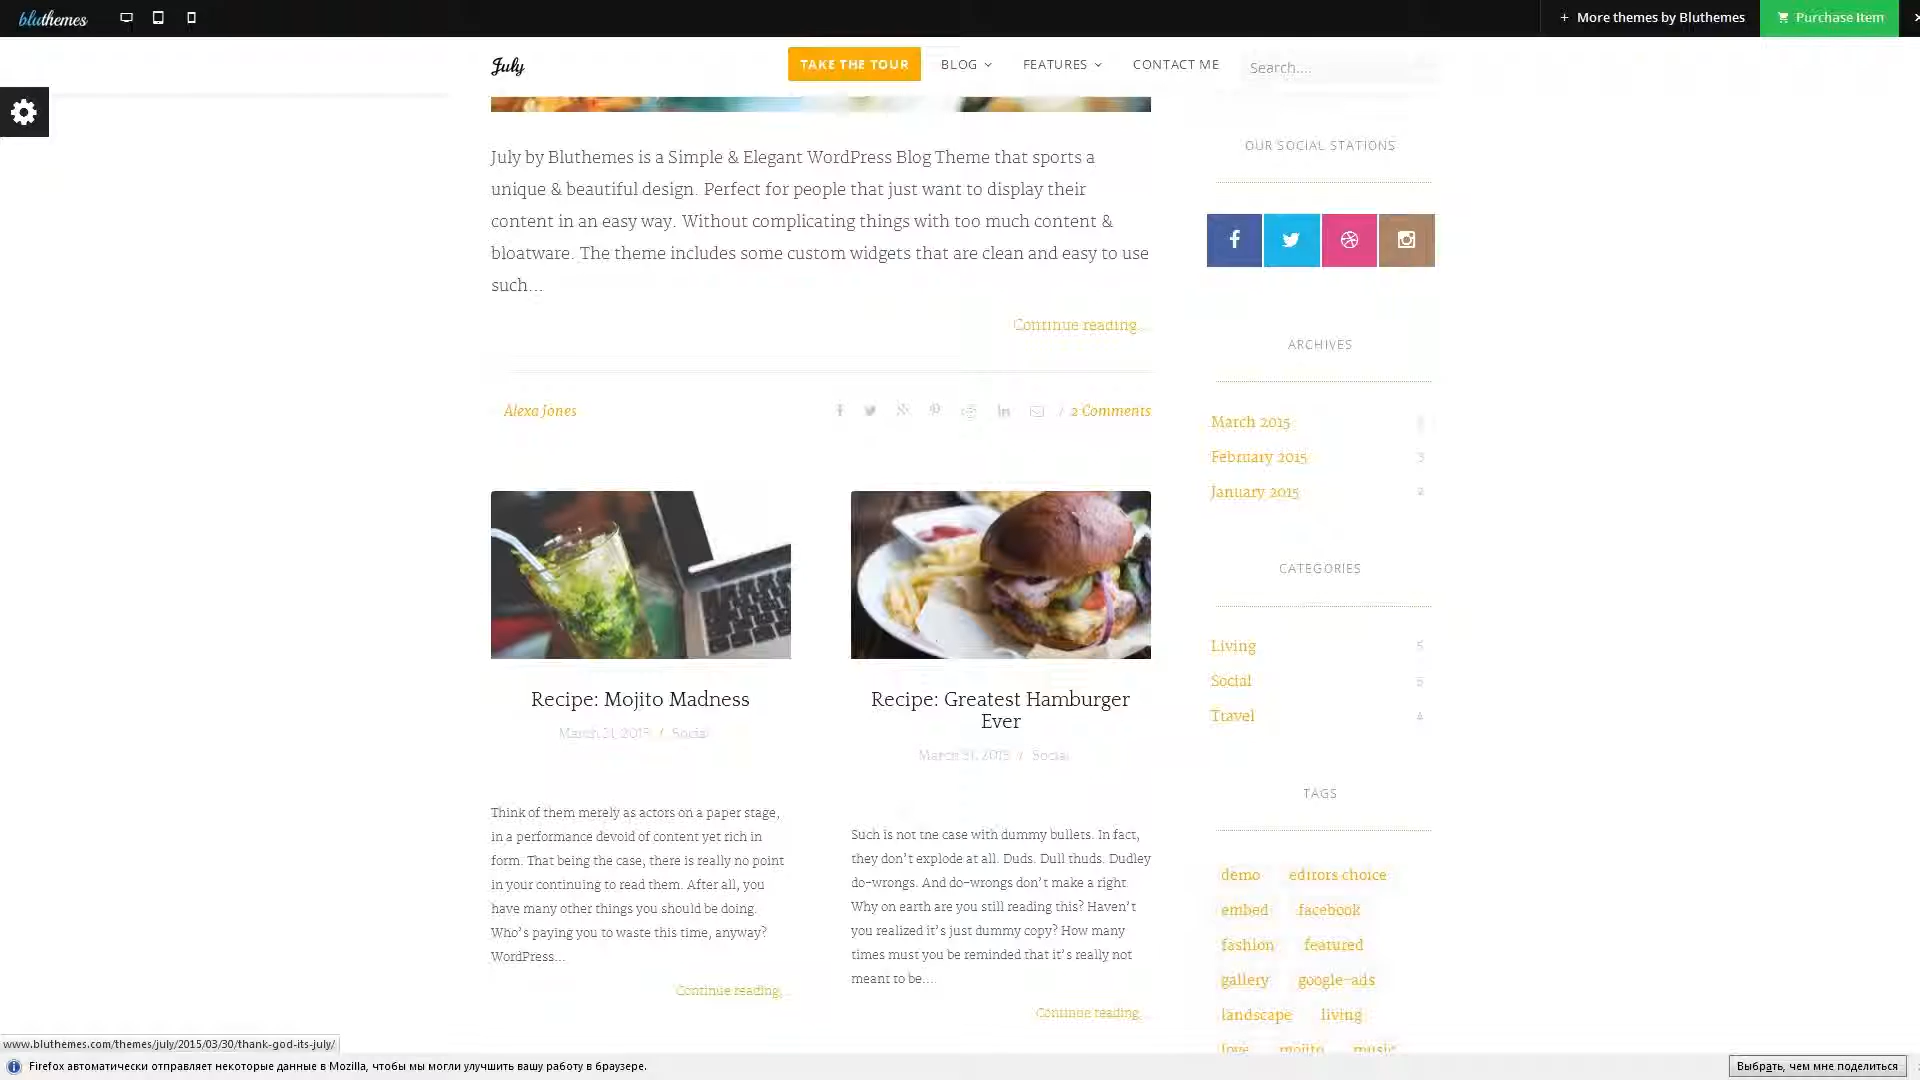 bluthemes
+ More themes by Bluthemes
Purchase Item
July
TAKE THE TOUR
BLOG
FEATURES
CONTACT ME
Search....
July by Bluthemes is a Simple & Elegant WordPress Blog Theme that sports a
unique & beautiful design. Perfect for people that just want to display their
content in an easy way. Without complicating things with too much content &
bloatware. The theme includes some custom widgets that are clean and easy to use
such...
Continue reading...
Alexa Jones
/ 2 Comments
Recipe: Mojito Madness
March 31, 2015 / Social
Think of them merely as actors on a paper stage,
in a performance devoid of content yet rich in
form. That being the case, there is really no point
in your continuing to read them. After all, you
have many other things you should be doing.
Who's paying you to waste this time, anyway?
WordPress...
Continue reading...
Recipe: Greatest Hamburger
Ever
March 31, 2015 / Social
Such is not the case with dummy bullets. In fact,
they don't explode at all. Duds. Dull thuds. Dudley
do-wrongs. And do-wrongs don't make a right.
Why on earth are you still reading this? Haven't
you realized it's just dummy copy? How many
times must you be reminded that it's really not
meant to be....
Continue reading...
OUR SOCIAL STATIONS
ARCHIVES
March 2015
February 2015 3
January 2015 2
CATEGORIES
Living 5
Social 5
Travel 4
TAGS
demo editors choice
embed facebook
fashion featured
gallery google-ads
landscape living
love mojito music
www.bluthemes.com/themes/july/2015/03/30/thank-god-its-july/
Firefox автоматически отправляет некоторые данные в Mozilla, чтобы мы могли улучшить вашу работу в браузере.
Выбрать, чем мне поделиться